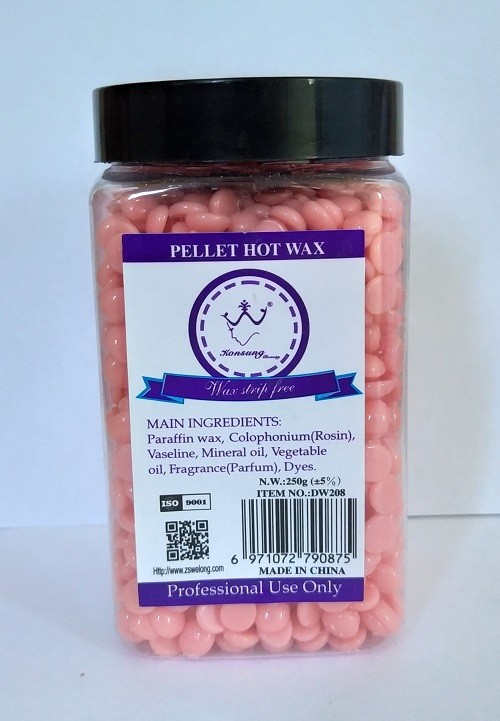 PELLET HOT WAX
®
Konsung Beauty
Wax strip free
MAIN INGREDIENTS:
Paraffin wax, Colophonium(Rosin),
Vaseline, Mineral oil, Vegetable
oil, Fragrance(Parfum), Dyes.
N.W.:250g (±5%)
ITEM NO.:DW208
ISO 9001
6 971072 790875
Http://www.zswelong.com
MADE IN CHINA
Professional Use Only